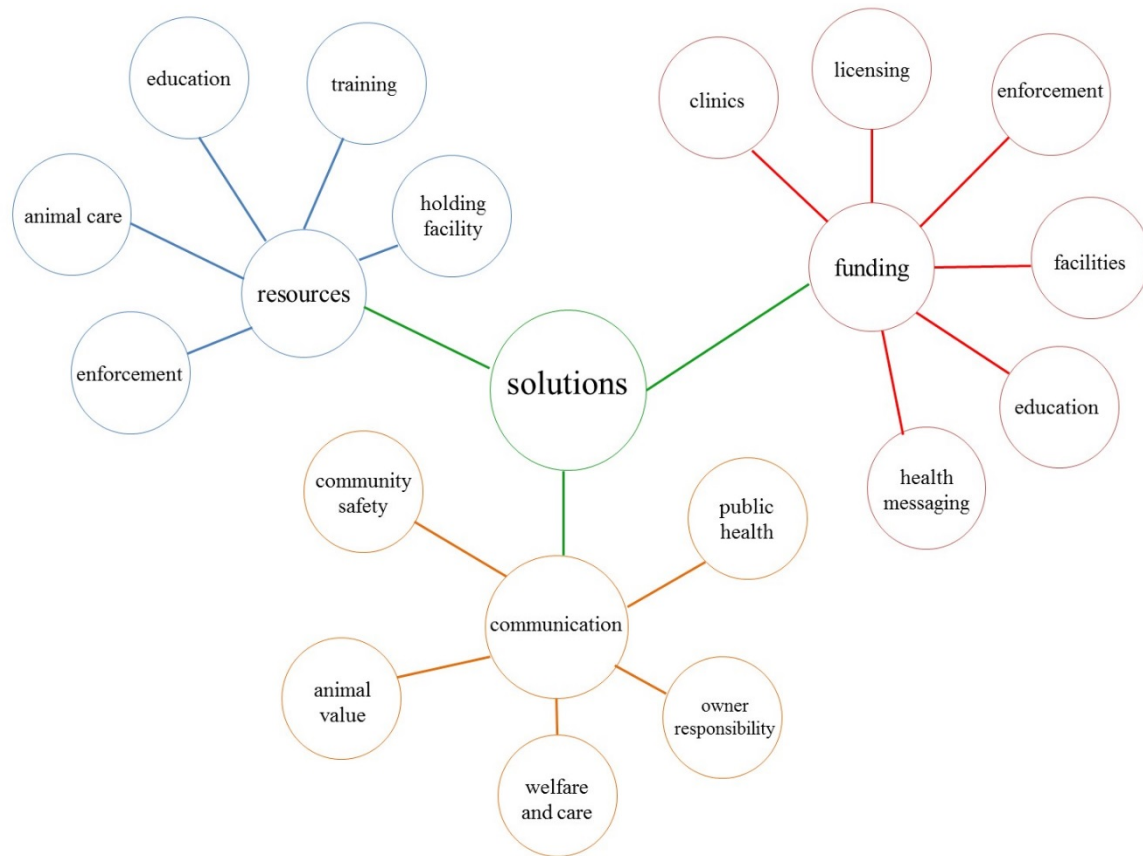 education
training
animal care
holding
facility
resources
enforcement
clinics
licensing
enforcement
funding
facilities
education
health
messaging
solutions
community
safety
public
health
communication
animal
value
owner
responsibility
welfare
and care